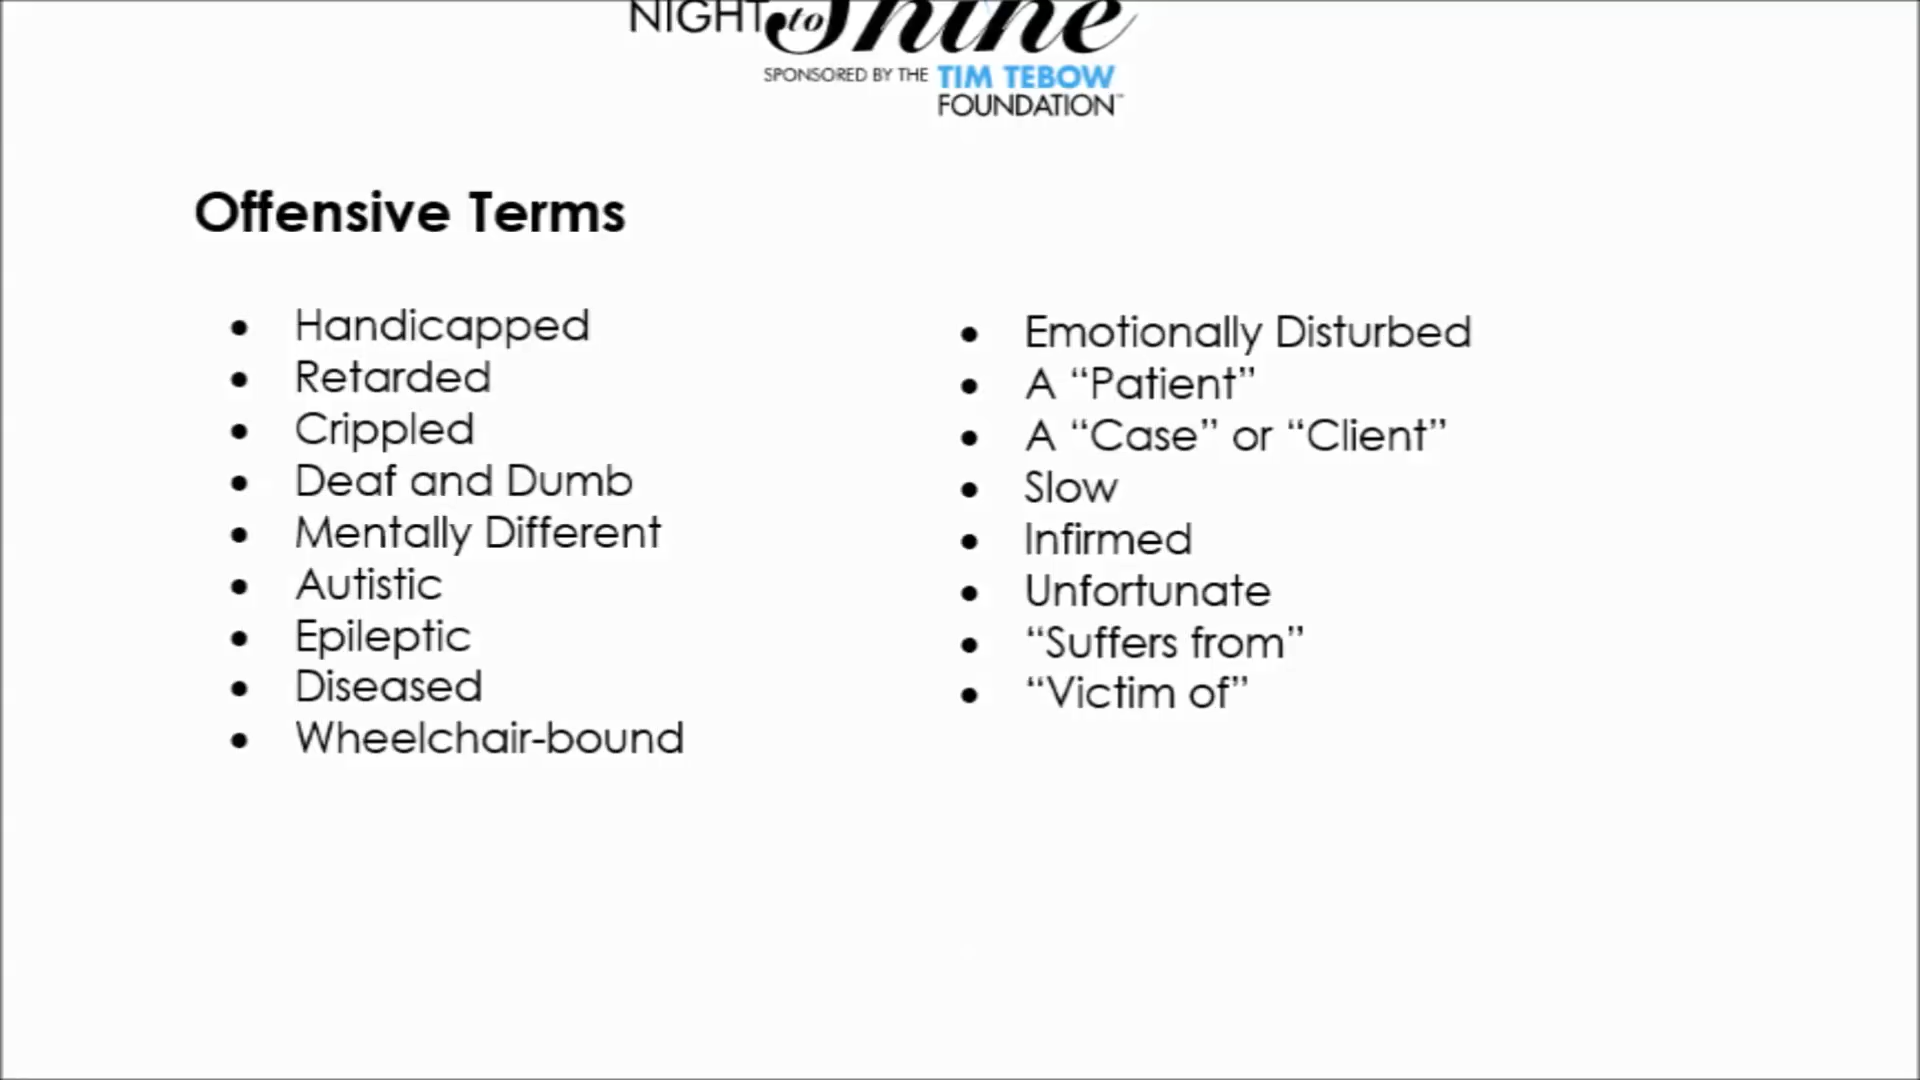 NIGHT to Shine
SPONSORED BY THE TIM TEBOW
FOUNDATION™
Offensive Terms
• Handicapped
• Retarded
• Crippled
• Deaf and Dumb
• Mentally Different
• Autistic
• Epileptic
• Diseased
• Wheelchair-bound
• Emotionally Disturbed
• A “Patient”
• A “Case” or “Client”
• Slow
• Infirmed
• Unfortunate
• “Suffers from”
• “Victim of”